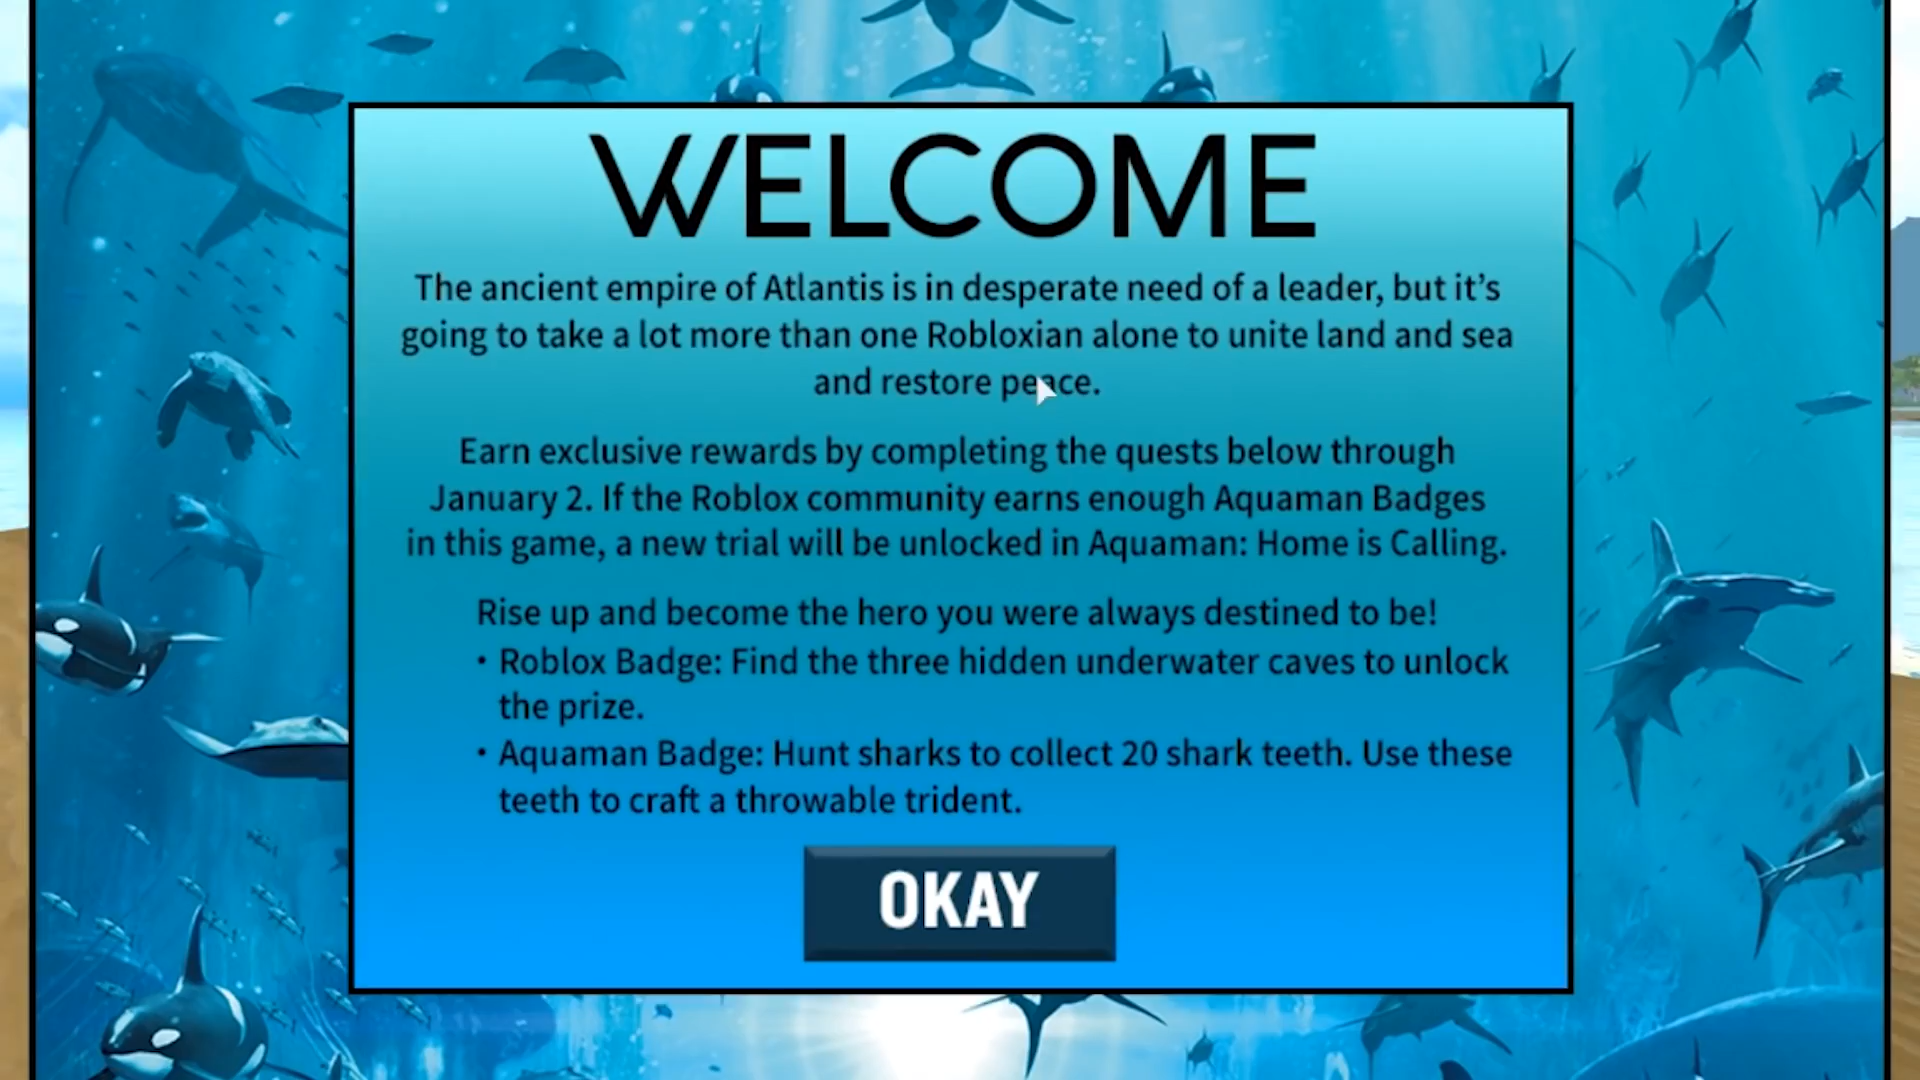 WELCOME
The ancient empire of Atlantis is in desperate need of a leader, but it’s
going to take a lot more than one Robloxian alone to unite land and sea
and restore peace.
Earn exclusive rewards by completing the quests below through
January 2. If the Roblox community earns enough Aquaman Badges
in this game, a new trial will be unlocked in Aquaman: Home is Calling.
Rise up and become the hero you were always destined to be!
• Roblox Badge: Find the three hidden underwater caves to unlock
the prize.
• Aquaman Badge: Hunt sharks to collect 20 shark teeth. Use these
teeth to craft a throwable trident.
OKAY